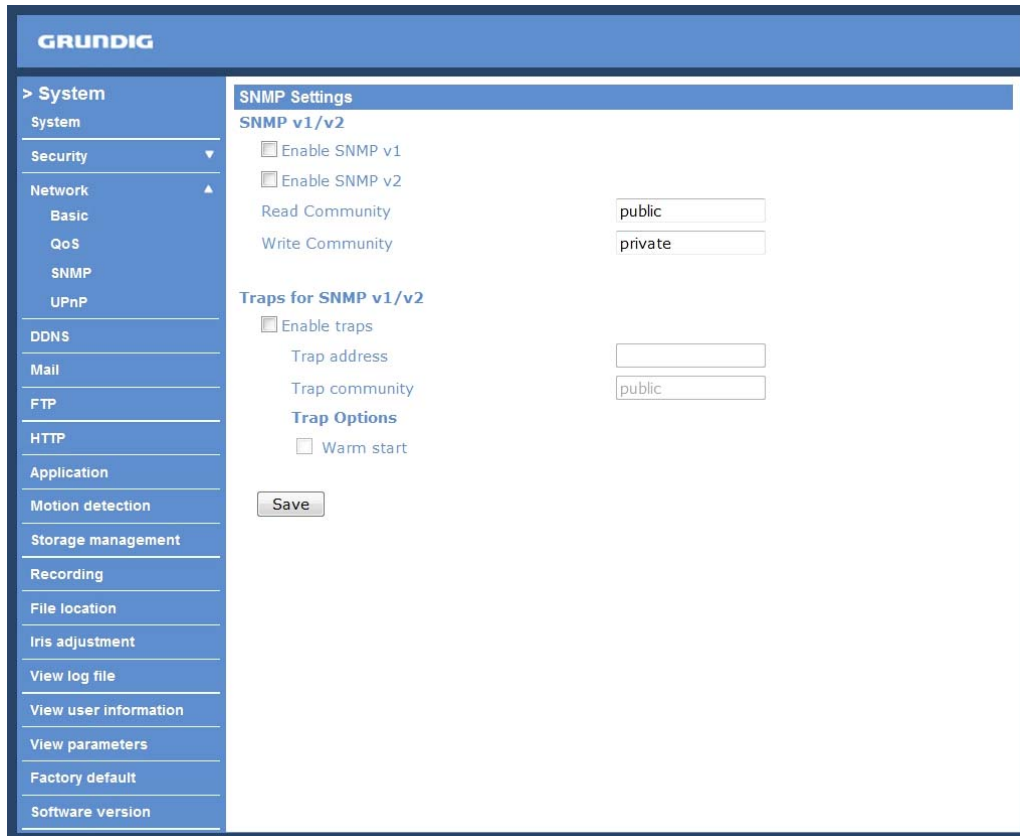 GRUNDIG
> System
System
Security
Network
Basic
QoS
SNMP
UPnP
DDNS
Mail
FTP
HTTP
Application
Motion detection
Storage management
Recording
File location
Iris adjustment
View log file
View user information
View parameters
Factory default
Software version
SNMP Settings
SNMP v1/v2
Enable SNMP v1
Enable SNMP v2
Read Community public
Write Community private
Traps for SNMP v1/v2
Enable traps
Trap address
Trap community public
Trap Options
Warm start
Save